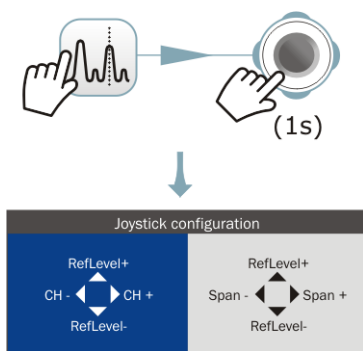 (1s)
Joystick configuration
RefLevel+
CH - CH +
RefLevel-
RefLevel+
Span - Span +
RefLevel-